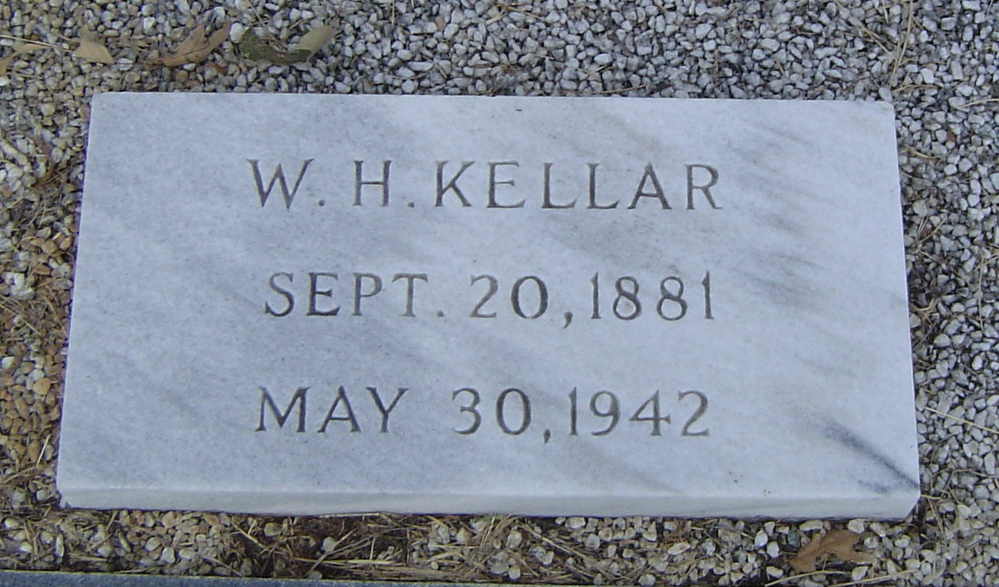 W. H. KELLAR
SEPT. 20, 1881
MAY 30, 1942